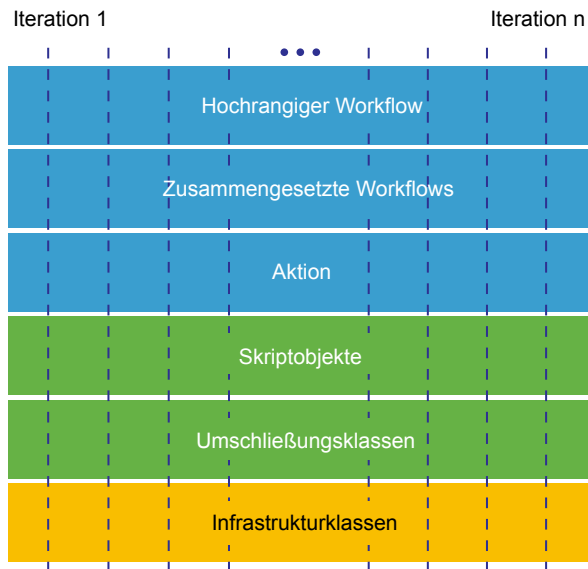 Iteration 1
Iteration n
Hochrangiger Workflow
Zusammengesetzte Workflows
Aktion
Skriptobjekte
Umschließungsklassen
Infrastrukturklassen